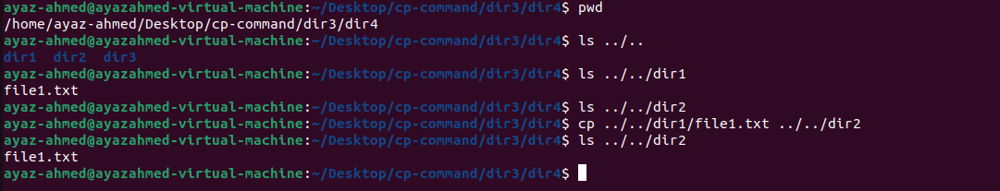 ayaz-ahmed@ayazahmed-virtual-machine:~/Desktop/cp-command/dir3/dir4$ pwd
/home/ayaz-ahmed/Desktop/cp-command/dir3/dir4
ayaz-ahmed@ayazahmed-virtual-machine:~/Desktop/cp-command/dir3/dir4$ ls ../..
dir1  dir2  dir3
ayaz-ahmed@ayazahmed-virtual-machine:~/Desktop/cp-command/dir3/dir4$ ls ../../dir1
file1.txt
ayaz-ahmed@ayazahmed-virtual-machine:~/Desktop/cp-command/dir3/dir4$ ls ../../dir2
ayaz-ahmed@ayazahmed-virtual-machine:~/Desktop/cp-command/dir3/dir4$ cp ../../dir1/file1.txt ../../dir2
ayaz-ahmed@ayazahmed-virtual-machine:~/Desktop/cp-command/dir3/dir4$ ls ../../dir2
file1.txt
ayaz-ahmed@ayazahmed-virtual-machine:~/Desktop/cp-command/dir3/dir4$